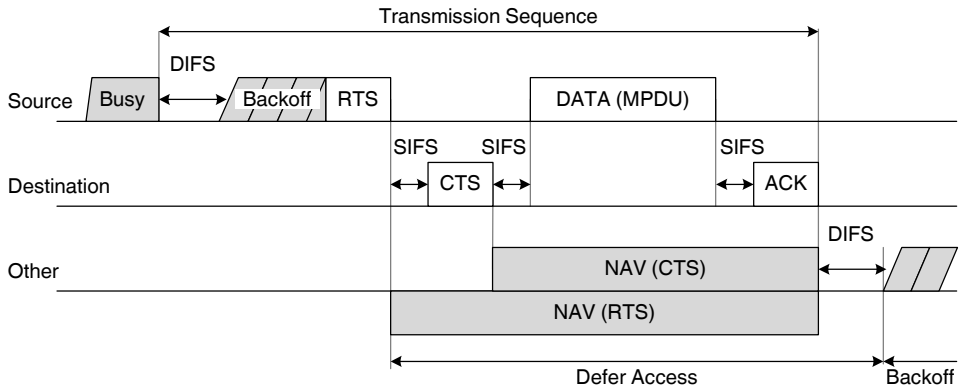 Transmission Sequence
DIFS
Source Busy Backoff RTS DATA (MPDU)
SIFS SIFS SIFS
Destination CTS ACK
DIFS
Other NAV (CTS)
NAV (RTS)
Defer Access Backoff